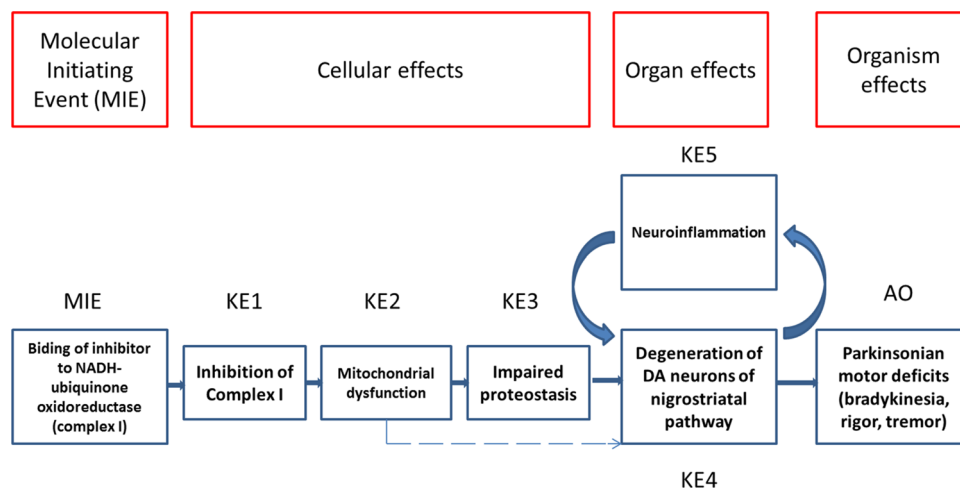 Molecular
Initiating
Event (MIE)
Cellular effects
Organ effects
Organism
effects
KE5
Neuroinflammation
MIE
KE1
KE2
KE3
AO
Biding of inhibitor
to NADH-
ubiquinone
oxidoreductase
(complex I)
Inhibition of
Complex I
Mitochondrial
dysfunction
Impaired
proteostasis
Degeneration of
DA neurons of
nigrostriatal
pathway
Parkinsonian
motor deficits
(bradykinesia,
rigor, tremor)
KE4